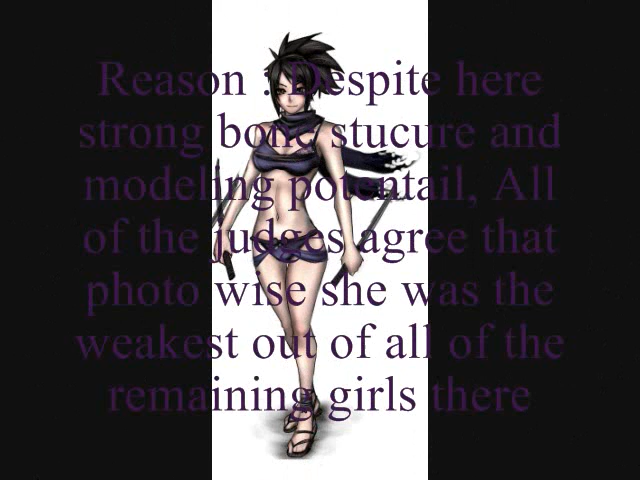 Reason : Despite here
strong bone stucure and
modeling potentail, All
of the judges agree that
photo wise she was the
weakest out of all of the
remaining girls there